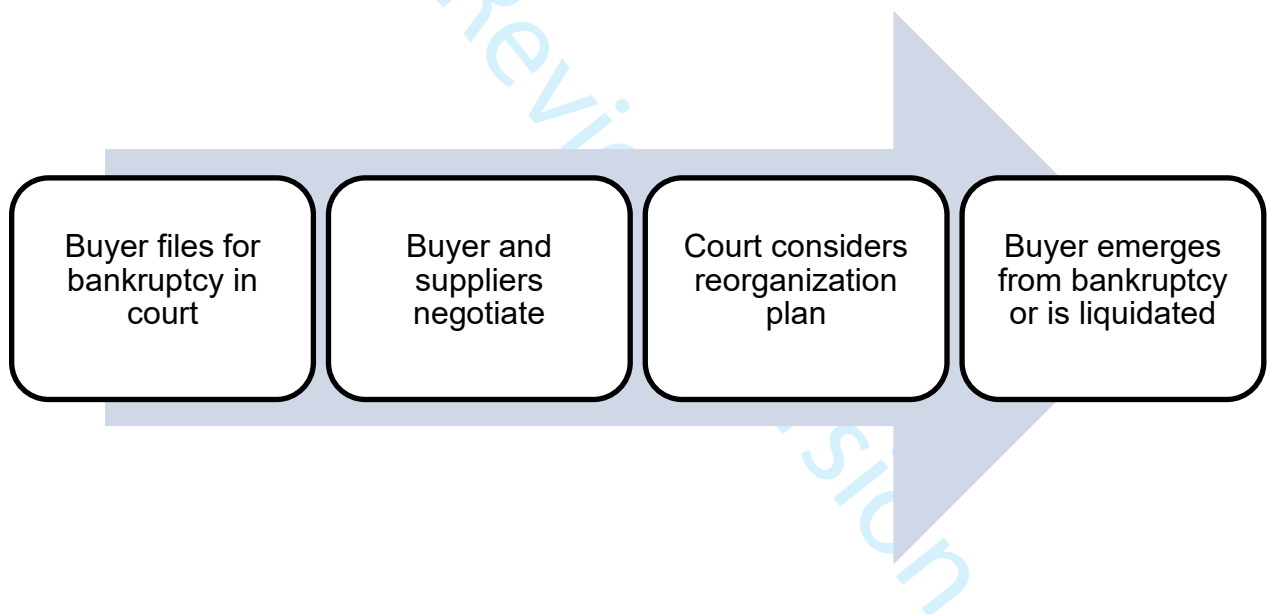 Buyer files for
bankruptcy in
court
Buyer and
suppliers
negotiate
Court considers
reorganization
plan
Buyer emerges
from bankruptcy
or is liquidated